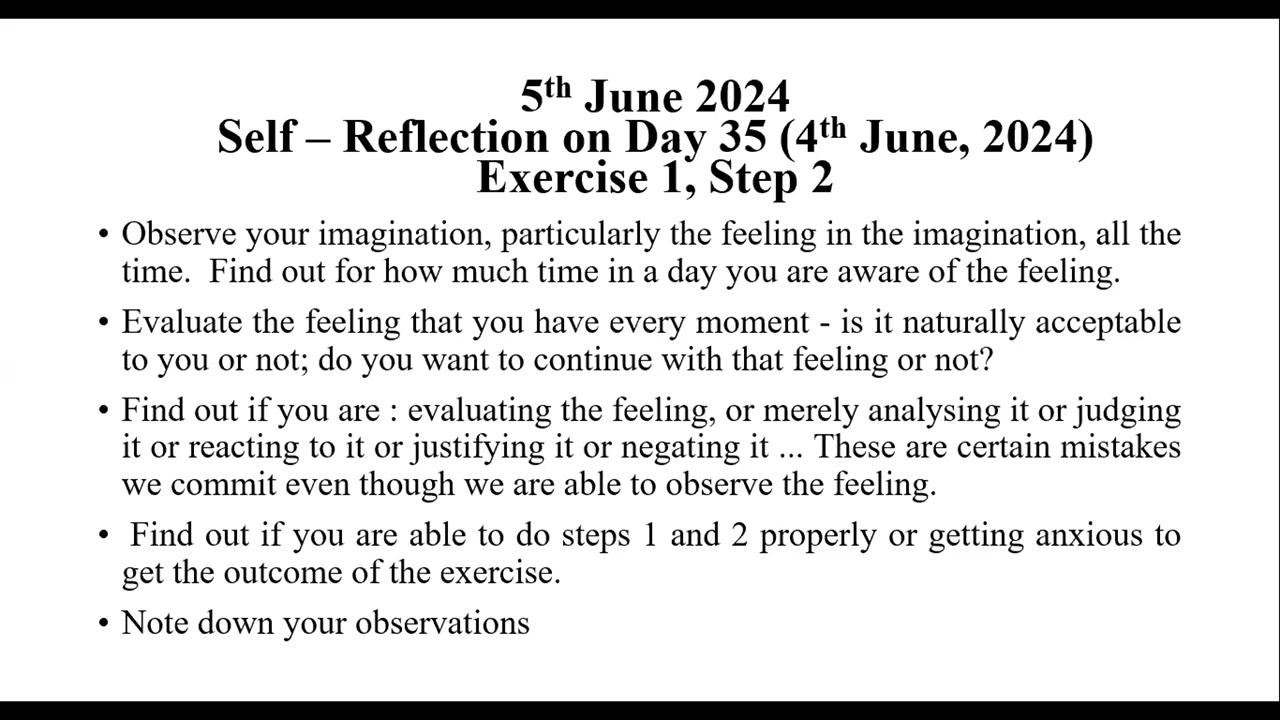 5th June 2024
Self – Reflection on Day 35 (4th June, 2024)
Exercise 1, Step 2
• Observe your imagination, particularly the feeling in the imagination, all the
time.  Find out for how much time in a day you are aware of the feeling.
• Evaluate the feeling that you have every moment - is it naturally acceptable
to you or not; do you want to continue with that feeling or not?
• Find out if you are : evaluating the feeling, or merely analysing it or judging
it or reacting to it or justifying it or negating it ... These are certain mistakes
we commit even though we are able to observe the feeling.
•  Find out if you are able to do steps 1 and 2 properly or getting anxious to
get the outcome of the exercise.
• Note down your observations